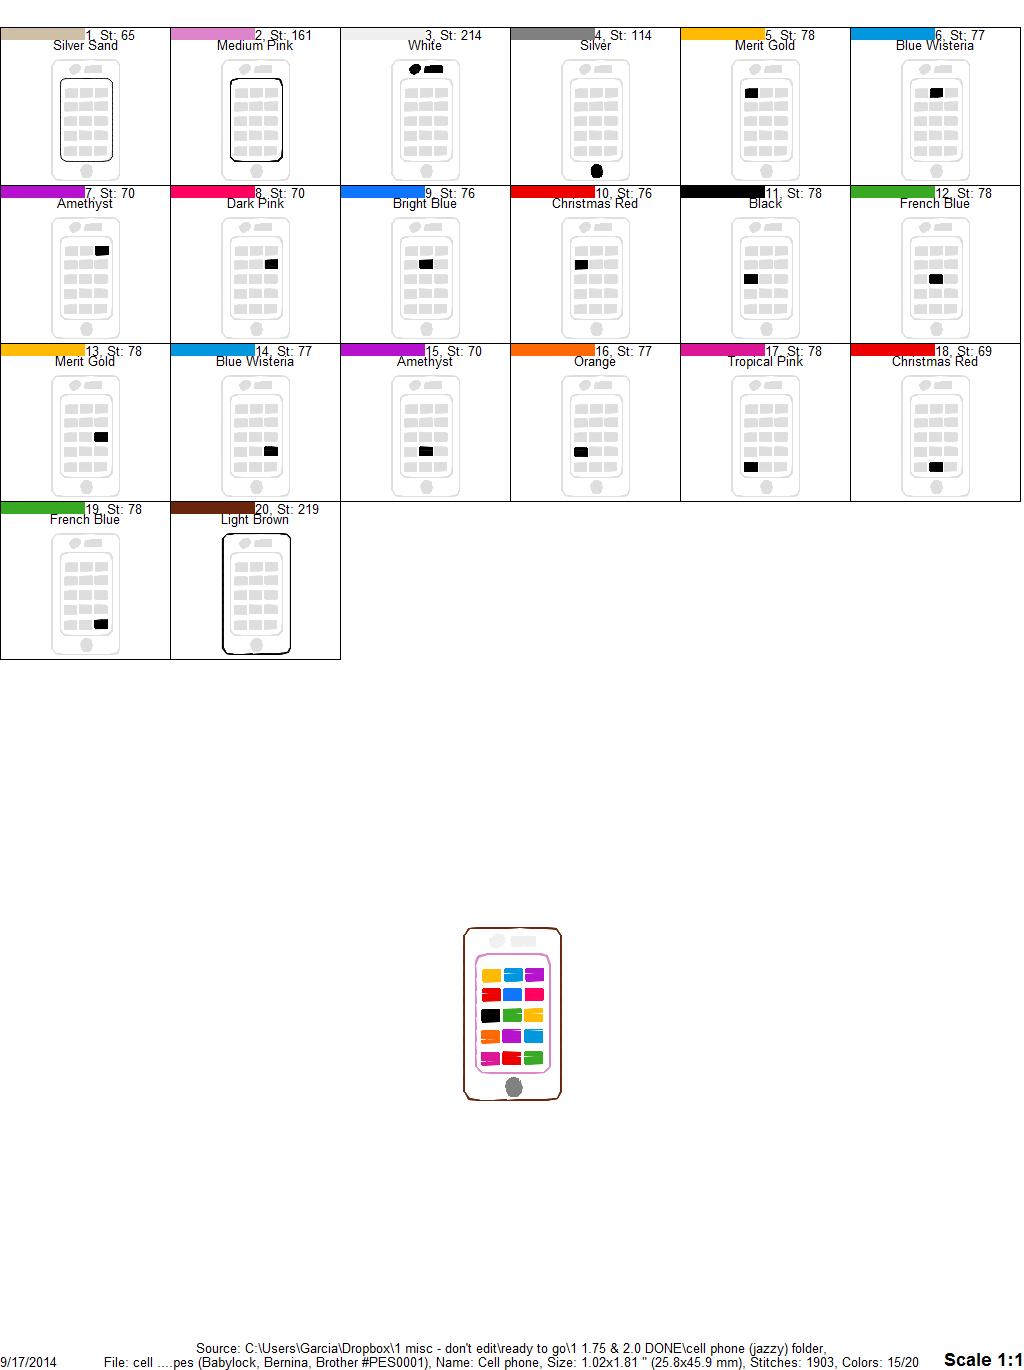 1, St: 65
Silver Sand
2, St: 161
Medium Pink
3, St: 214
White
4, St: 114
Silver
5, St: 78
Merit Gold
6, St: 77
Blue Wisteria
7, St: 70
Amethyst
8, St: 70
Dark Pink
9, St: 76
Bright Blue
10, St: 76
Christmas Red
11, St: 78
Black
12, St: 78
French Blue
13, St: 78
Merit Gold
14, St: 77
Blue Wisteria
15, St: 70
Amethyst
16, St: 77
Orange
17, St: 78
Tropical Pink
18, St: 69
Christmas Red
19, St: 78
French Blue
20, St: 219
Light Brown
Source: C:\Users\Garcia\Dropbox\1 misc - don't edit\ready to go\1 1.75 & 2.0 DONE\cell phone (jazzy) folder,
9/17/2014 File: cell ....pes (Babylock, Bernina, Brother #PES0001), Name: Cell phone, Size: 1.02x1.81 " (25.8x45.9 mm), Stitches: 1903, Colors: 15/20 Scale 1:1